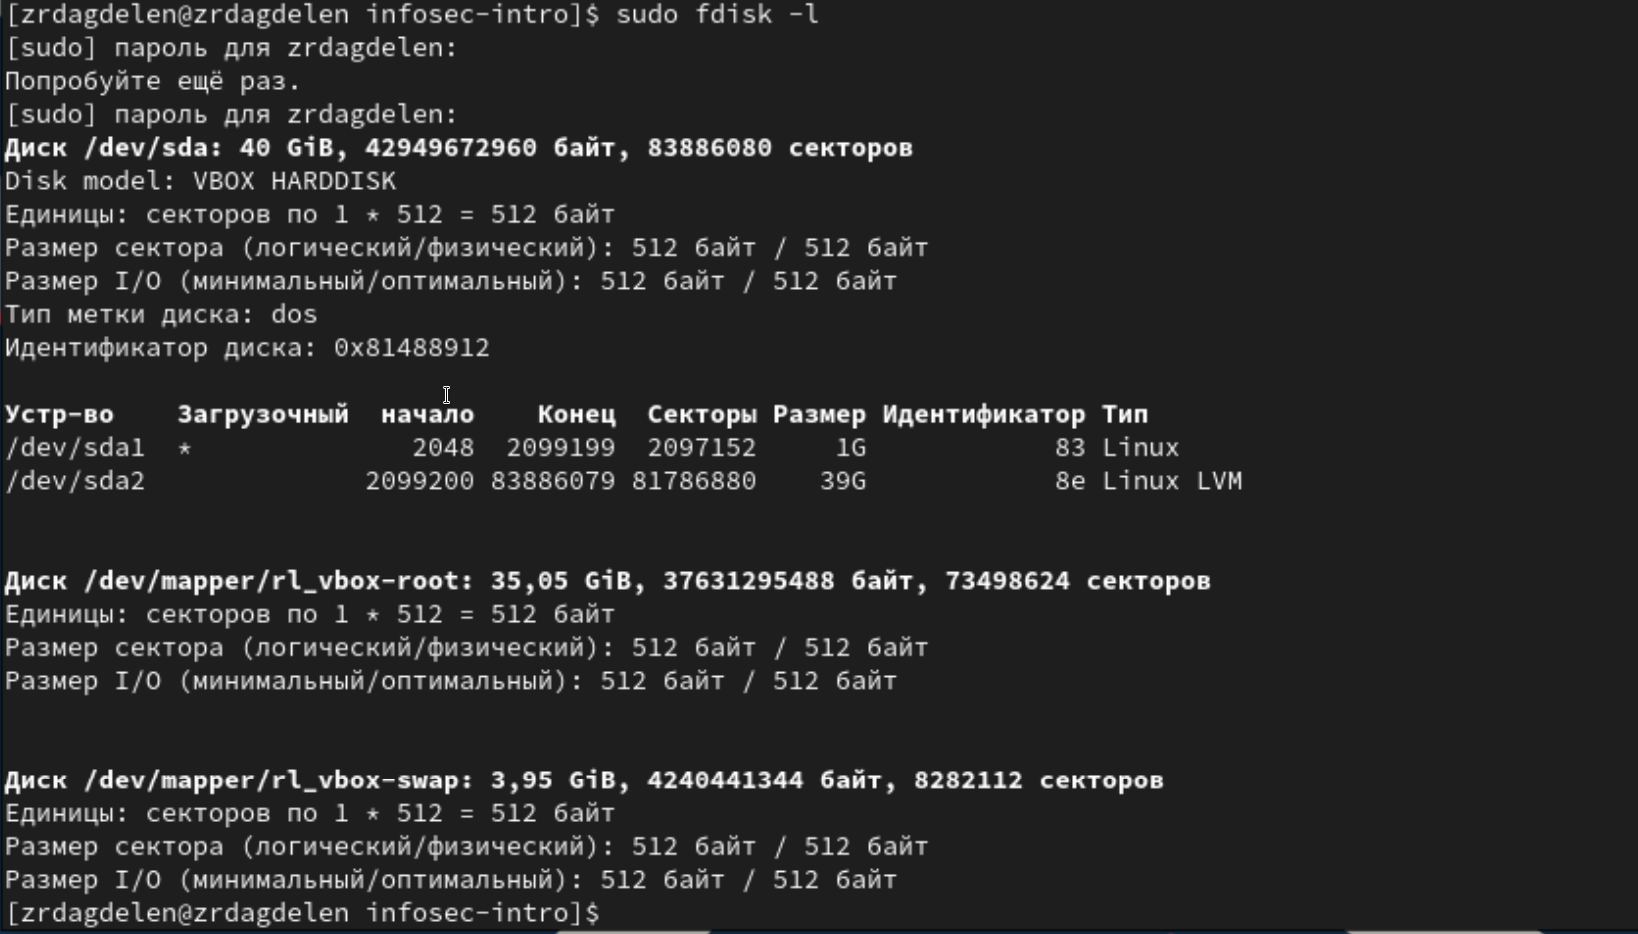 [zrdagdelen@zrdagdelen infosec-intro]$ sudo fdisk -l
[sudo] пароль для zrdagdelen:
Попробуйте ещё раз.
[sudo] пароль для zrdagdelen:
Диск /dev/sda: 40 GiB, 42949672960 байт, 83886080 секторов
Disk model: VBOX HARDDISK
Единицы: секторов по 1 * 512 = 512 байт
Размер сектора (логический/физический): 512 байт / 512 байт
Размер I/O (минимальный/оптимальный): 512 байт / 512 байт
Тип метки диска: dos
Идентификатор диска: 0x81488912
Устр-во Загрузочный начало Конец Секторы Размер Идентификатор Тип
/dev/sda1 * 2048 2099199 2097152 1G 83 Linux
/dev/sda2 2099200 83886079 81786880 39G 8e Linux LVM
Диск /dev/mapper/rl_vbox-root: 35,05 GiB, 37631295488 байт, 73498624 секторов
Единицы: секторов по 1 * 512 = 512 байт
Размер сектора (логический/физический): 512 байт / 512 байт
Размер I/O (минимальный/оптимальный): 512 байт / 512 байт
Диск /dev/mapper/rl_vbox-swap: 3,95 GiB, 4240441344 байт, 8282112 секторов
Единицы: секторов по 1 * 512 = 512 байт
Размер сектора (логический/физический): 512 байт / 512 байт
Размер I/O (минимальный/оптимальный): 512 байт / 512 байт
[zrdagdelen@zrdagdelen infosec-intro]$